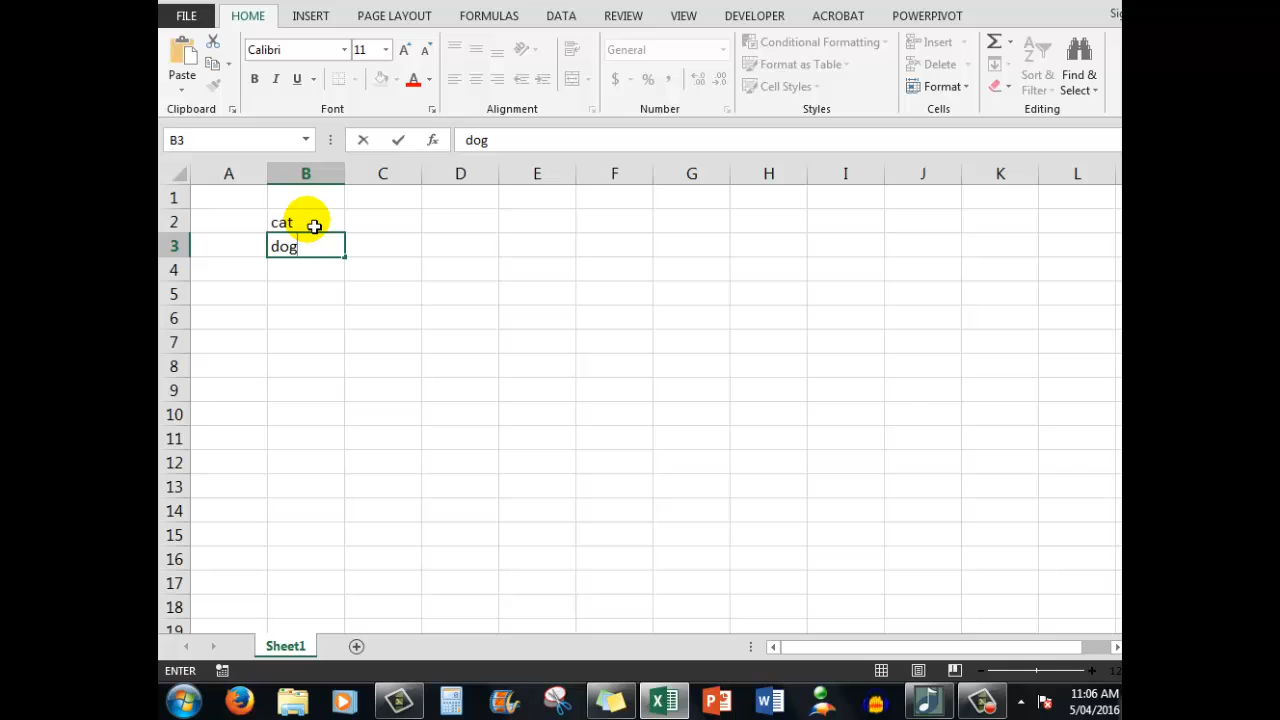 FILE HOME INSERT PAGE LAYOUT FORMULAS DATA REVIEW VIEW DEVELOPER ACROBAT POWERPIVOT
Calibri 11 General Conditional Formatting Insert
Paste B I U A $ % , Format as Table Delete Sort & Find &
Cell Styles Format Filter Select
Clipboard Font Alignment Number Styles Cells Editing
B3 fx dog
A B C D E F G H I J K L
1
2 cat
3 dog
4
5
6
7
8
9
10
11
12
13
14
15
16
17
18
19
Sheet1
ENTER
11:06 AM
5/04/2016